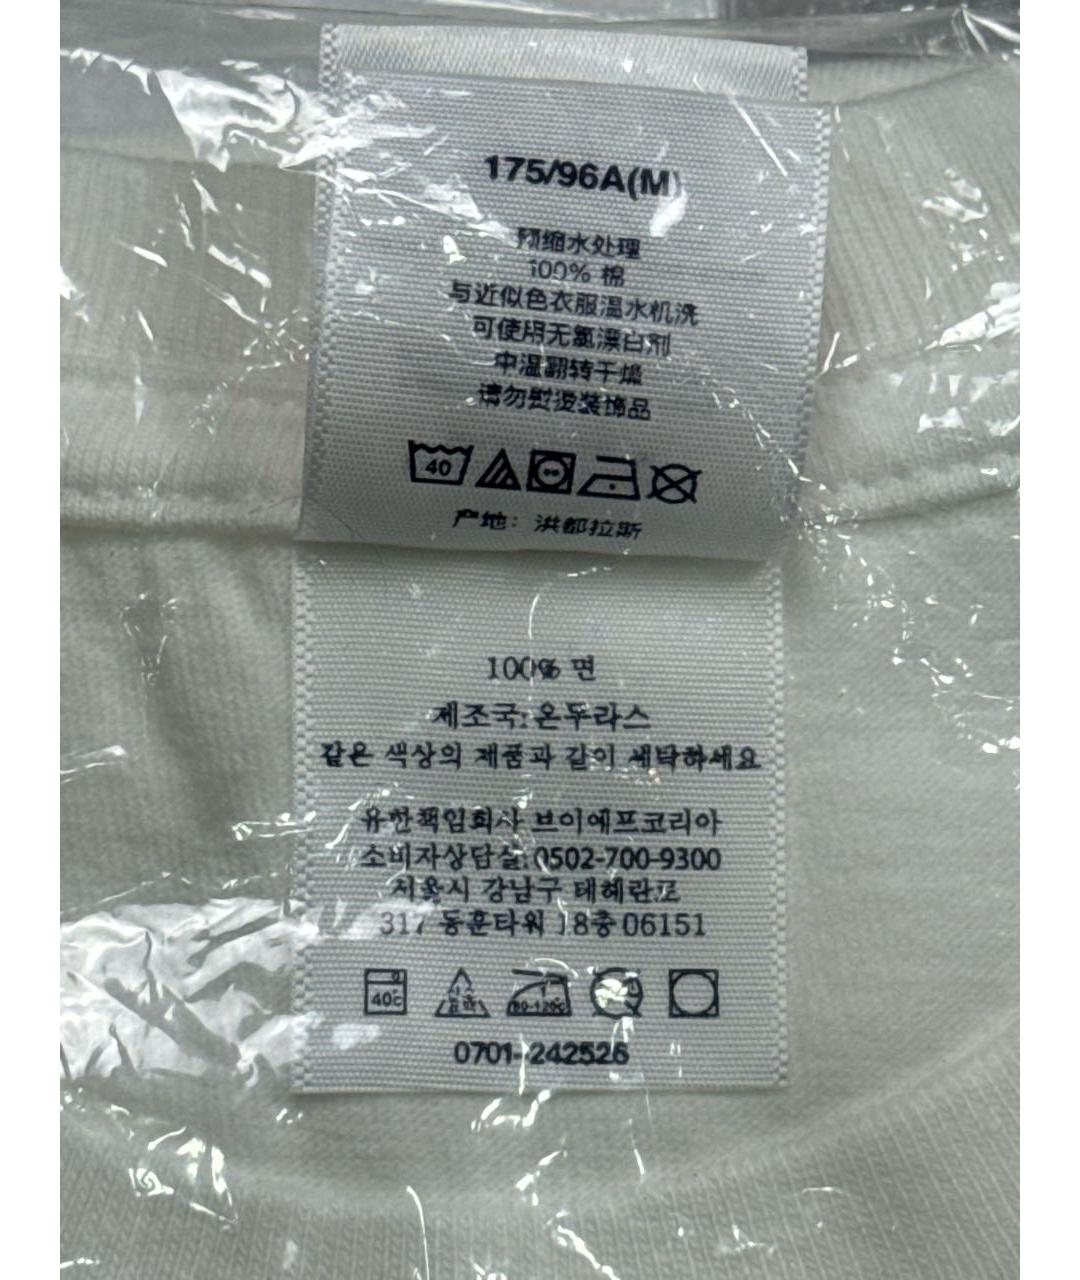 175/96A(M)
预缩水处理
100% 棉
与近似色衣服温水机洗
可使用无氯漂白剂
中温翻转干燥
请勿熨烫装饰品
40
产地: 洪都拉斯
100% 면
제조국: 온두라스
같은 색상의 제품과 같이 세탁하세요
유한책임회사 브이에프코리아
소비자상담실: 0502-700-9300
서울시 강남구 테헤란로
317 동훈타워 18층 06151
40℃ 80-120℃
0701-242526